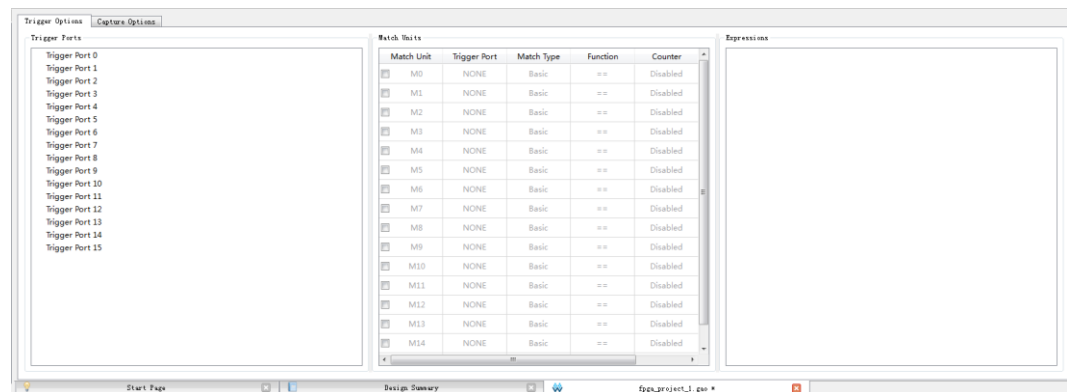 Trigger Options Capture Options
Trigger Ports Match Units Expressions
Trigger Port 0
Trigger Port 1
Trigger Port 2
Trigger Port 3
Trigger Port 4
Trigger Port 5
Trigger Port 6
Trigger Port 7
Trigger Port 8
Trigger Port 9
Trigger Port 10
Trigger Port 11
Trigger Port 12
Trigger Port 13
Trigger Port 14
Trigger Port 15
Match Unit Trigger Port Match Type Function Counter
M0 NONE Basic == Disabled
M1 NONE Basic == Disabled
M2 NONE Basic == Disabled
M3 NONE Basic == Disabled
M4 NONE Basic == Disabled
M5 NONE Basic == Disabled
M6 NONE Basic == Disabled
M7 NONE Basic == Disabled
M8 NONE Basic == Disabled
M9 NONE Basic == Disabled
M10 NONE Basic == Disabled
M11 NONE Basic == Disabled
M12 NONE Basic == Disabled
M13 NONE Basic == Disabled
M14 NONE Basic == Disabled
Start Page Design Summary fpga_project_1.gao *